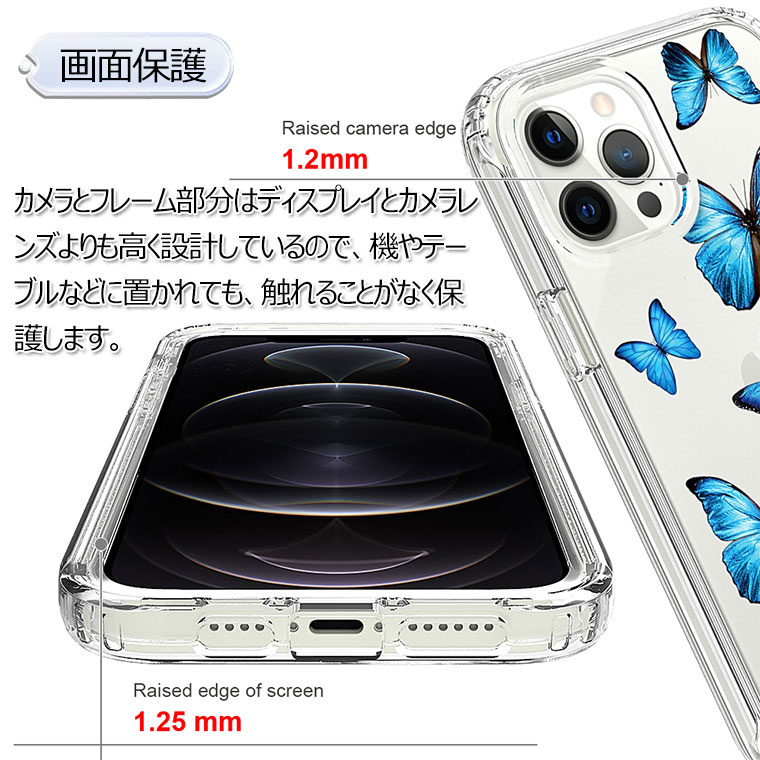 画面保護
Raised camera edge
1.2mm
カメラとフレーム部分はディスプレイとカメラレ
ンズよりも高く設計しているので、機やテー
ブルなどに置かれても、触れることがなく保
護します。
Raised edge of screen
1.25 mm